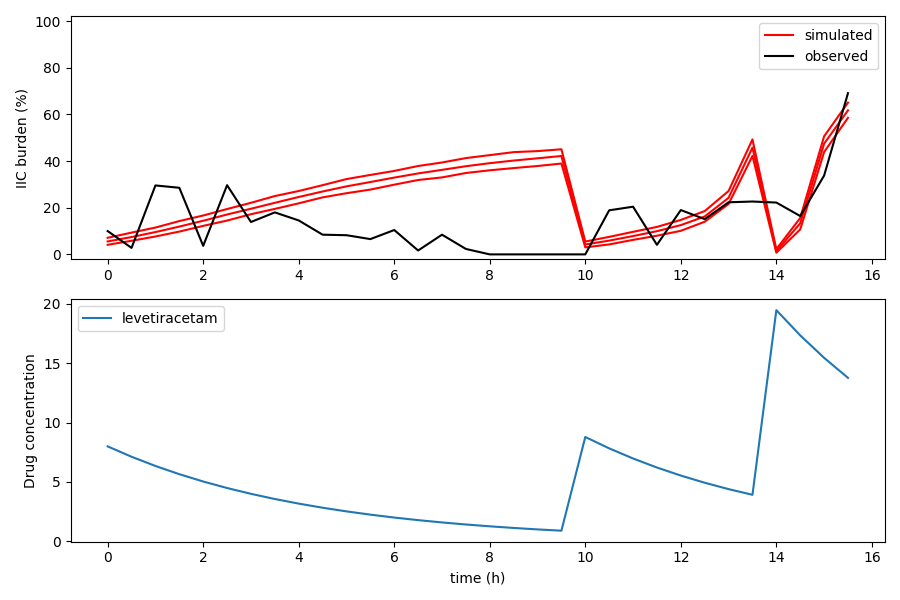 100
80
60
40
20
0
IIC burden (%)
simulated
observed
0 2 4 6 8 10 12 14 16
20
15
10
5
0
Drug concentration
levetiracetam
0 2 4 6 8 10 12 14 16
time (h)